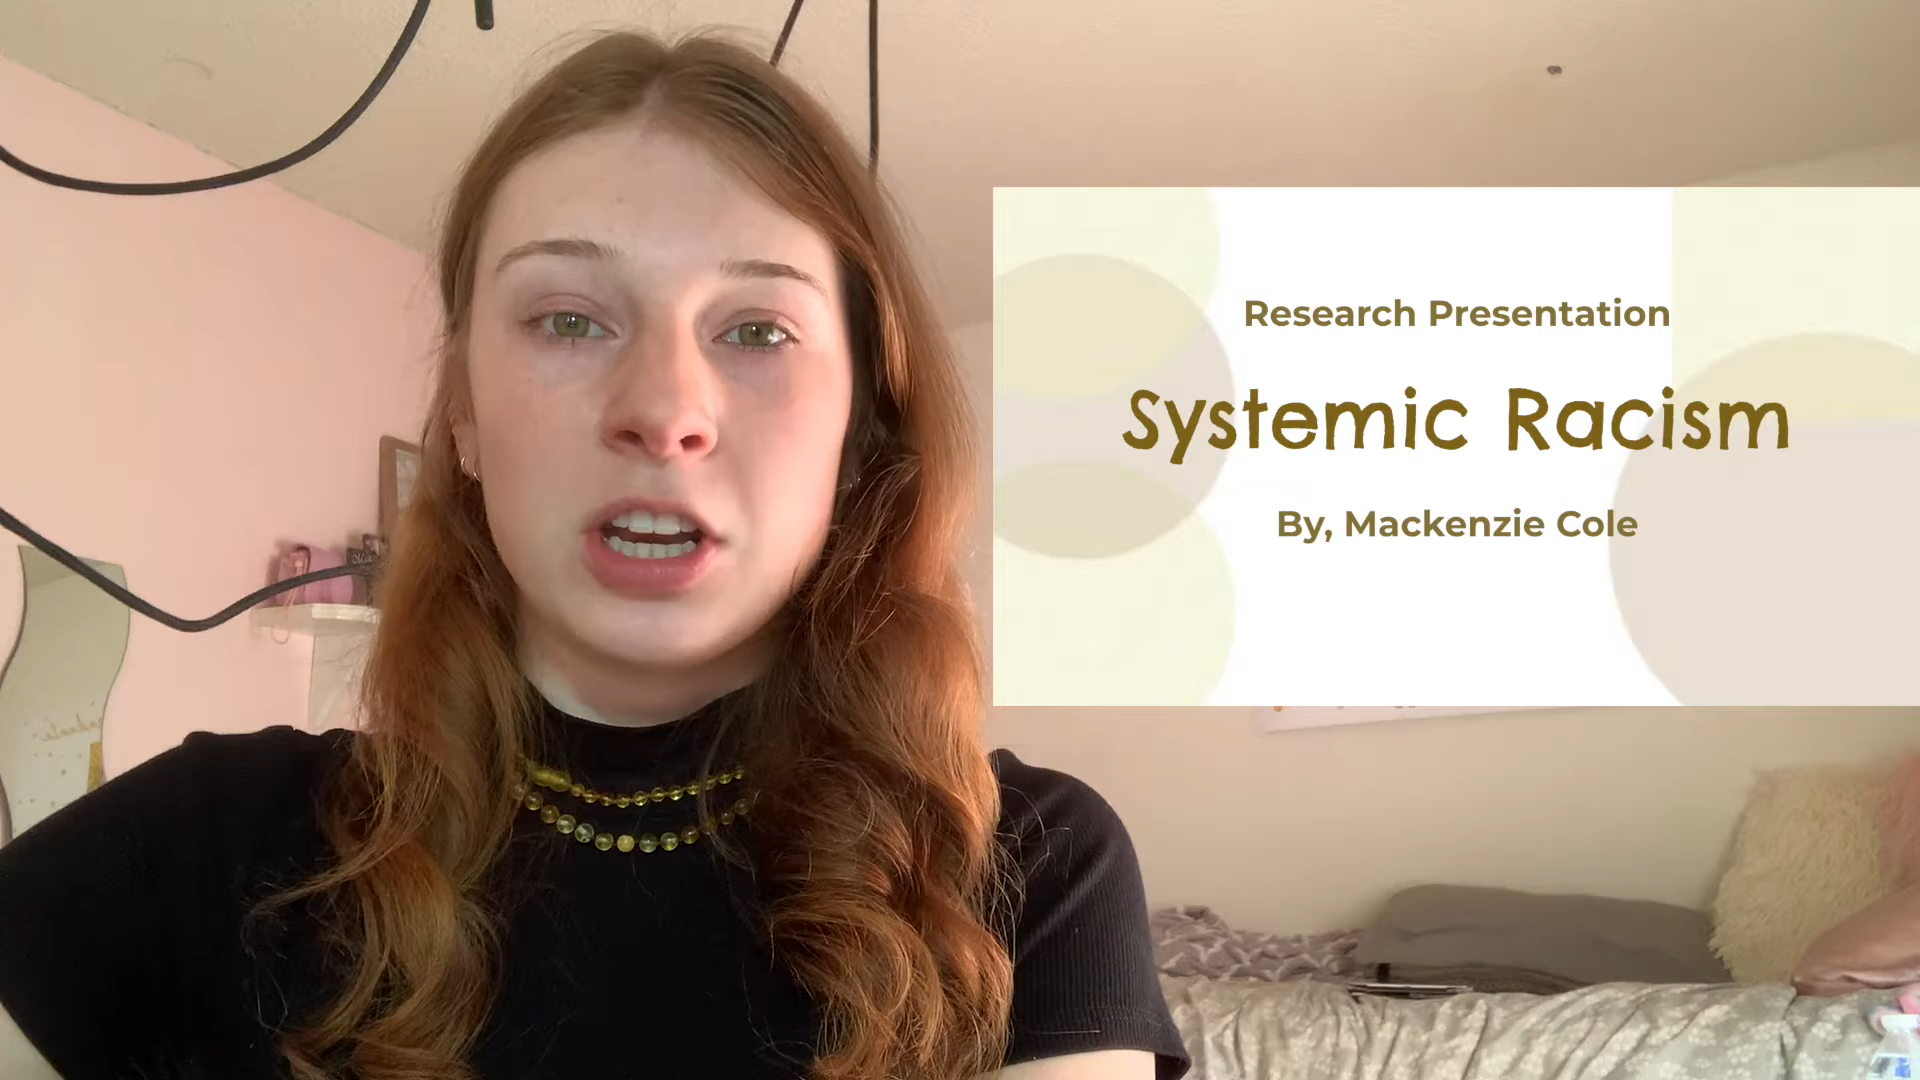 Research Presentation
Systemic Racism
By, Mackenzie Cole